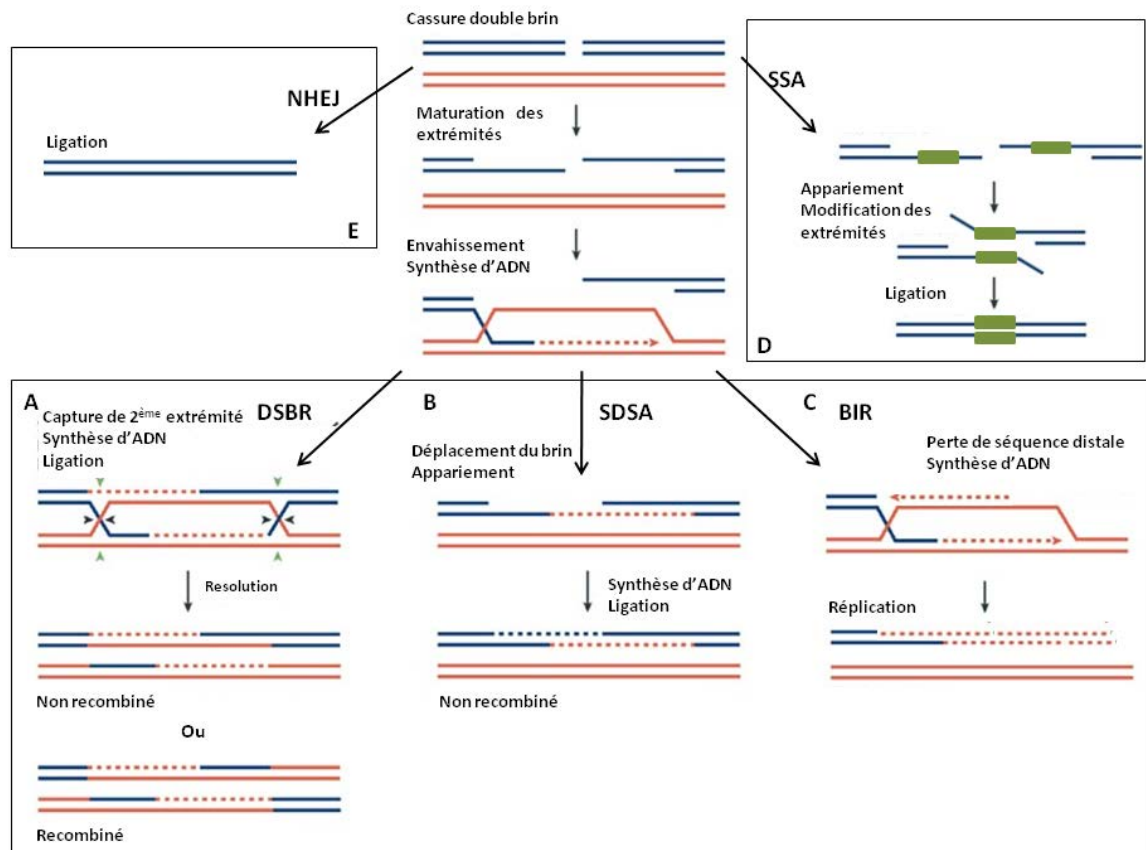 Cassure double brin
NHEJ
Ligation
E
Maturation des
extrémités
Envahissement
Synthèse d'ADN
SSA
Appariement
Modification des
extrémités
Ligation
D
A
Capture de 2ème extrémité
Synthèse d'ADN
Ligation
DSBR
Resolution
Non recombiné
Ou
Recombiné
B
SDSA
Déplacement du brin
Appariement
Synthèse d'ADN
Ligation
Non recombiné
C
BIR
Perte de séquence distale
Synthèse d'ADN
Réplication